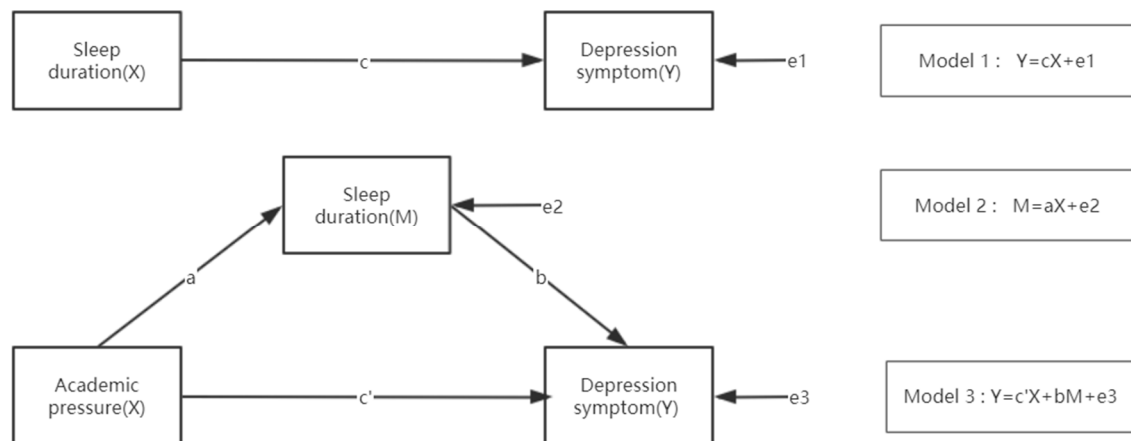 Sleep
duration(X)
c
Depression
symptom(Y)
e1
Model 1 : Y=cX+e1
Sleep
duration(M)
e2
Model 2 : M=aX+e2
a
b
Academic
pressure(X)
c'
Depression
symptom(Y)
e3
Model 3 : Y=c'X+bM+e3